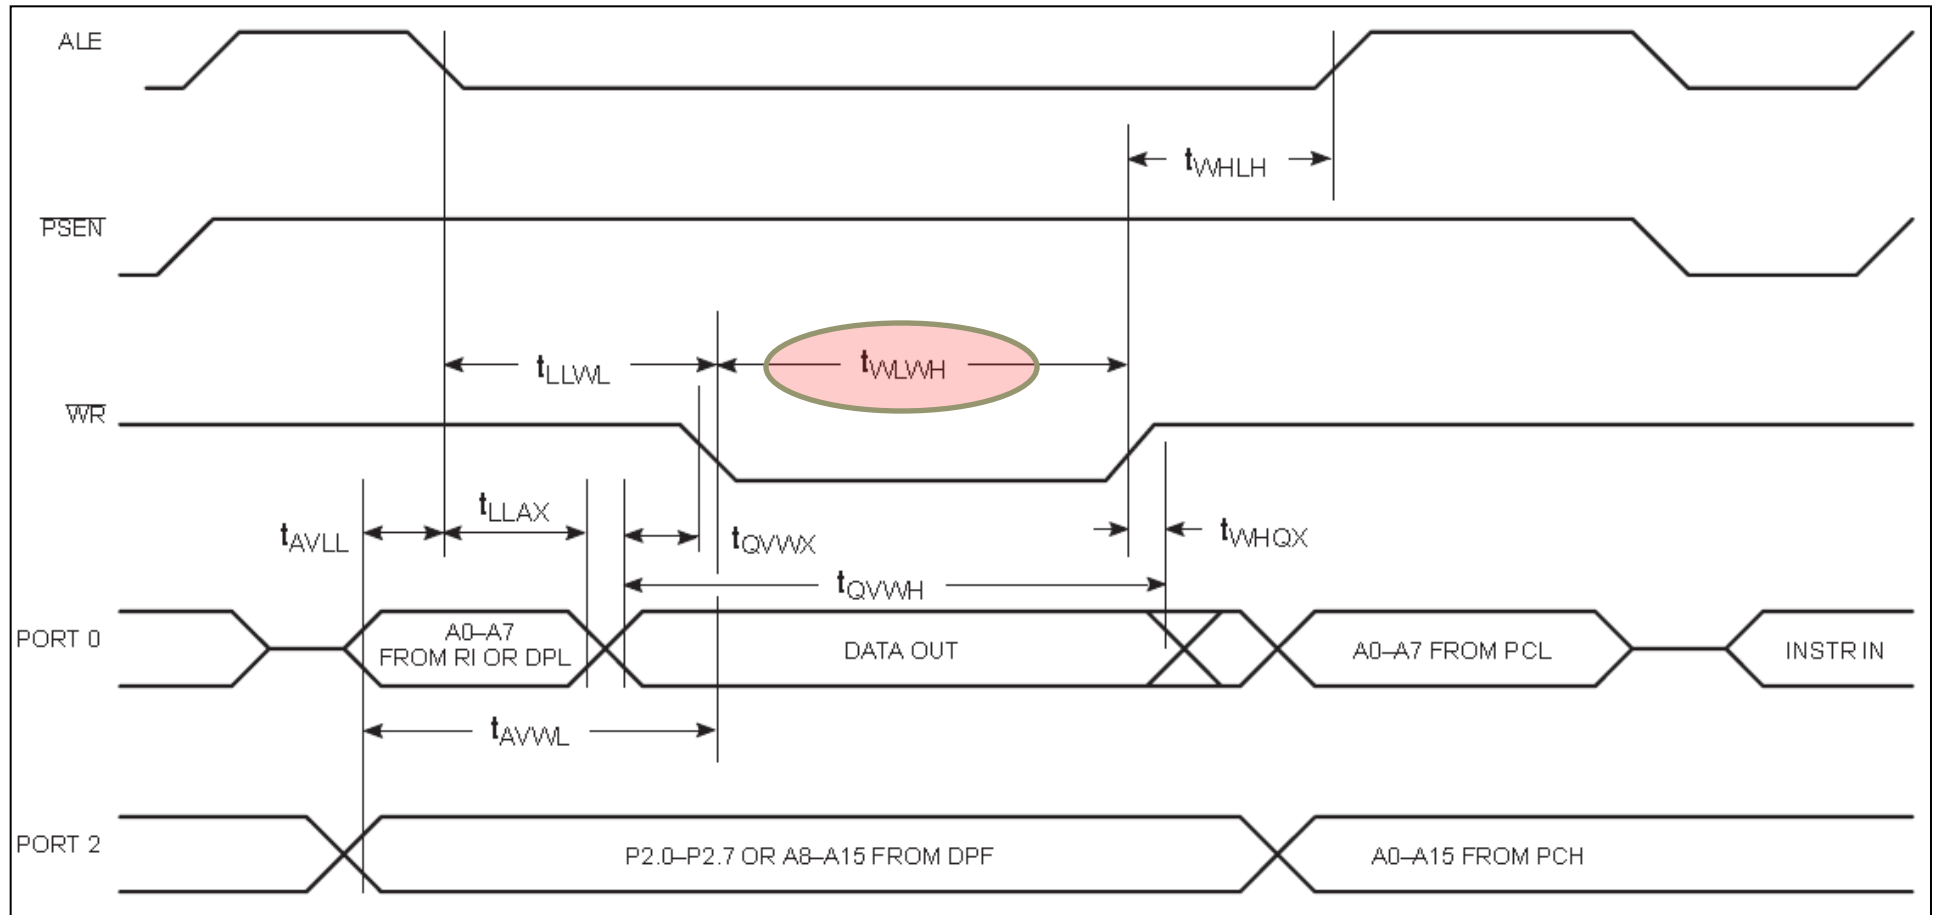 ALE
tWHLH
PSEN
tLLWL
tWLWH
WR
tLLAX
tAVLL
tQVWX
tWHQX
tQVWH
PORT 0
A0–A7
FROM RI OR DPL
DATA OUT
A0–A7 FROM PCL
INSTR IN
tAVWL
PORT 2
P2.0–P2.7 OR A8–A15 FROM DPF
A0–A15 FROM PCH